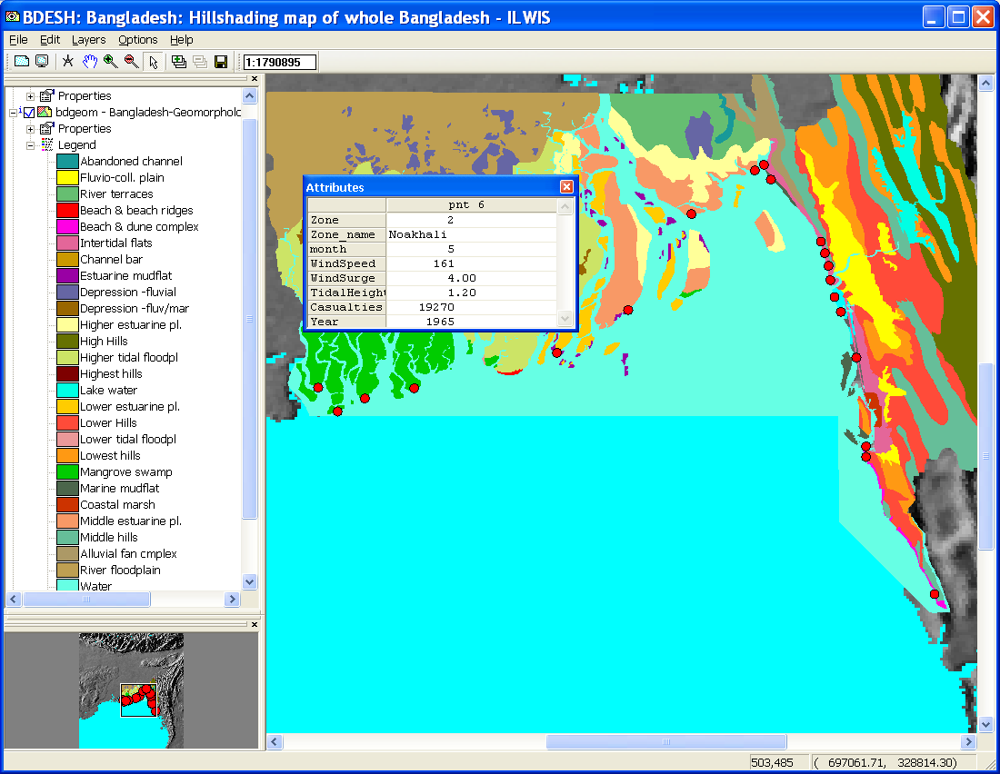 BDESH: Bangladesh: Hillshading map of whole Bangladesh - ILWIS
File Edit Layers Options Help
1:1790895
Properties
bdgeom - Bangladesh-Geomorpholo
Properties
Legend
Abandoned channel
Fluvio-coll. plain
River terraces
Beach & beach ridges
Beach & dune complex
Intertidal flats
Channel bar
Estuarine mudflat
Depression -fluvial
Depression -fluv/mar
Higher estuarine pl.
High Hills
Higher tidal floodpl
Highest hills
Lake water
Lower estuarine pl.
Lower Hills
Lower tidal floodpl
Lowest hills
Mangrove swamp
Marine mudflat
Coastal marsh
Middle estuarine pl.
Middle hills
Alluvial fan cmplex
River floodplain
Water
Attributes
pnt 6
Zone 2
Zone_name Noakhali
month 5
WindSpeed 161
WindSurge 4.00
TidalHeight 1.20
Casualties 19270
Year 1965
503,485 ( 697061.71, 328814.30)